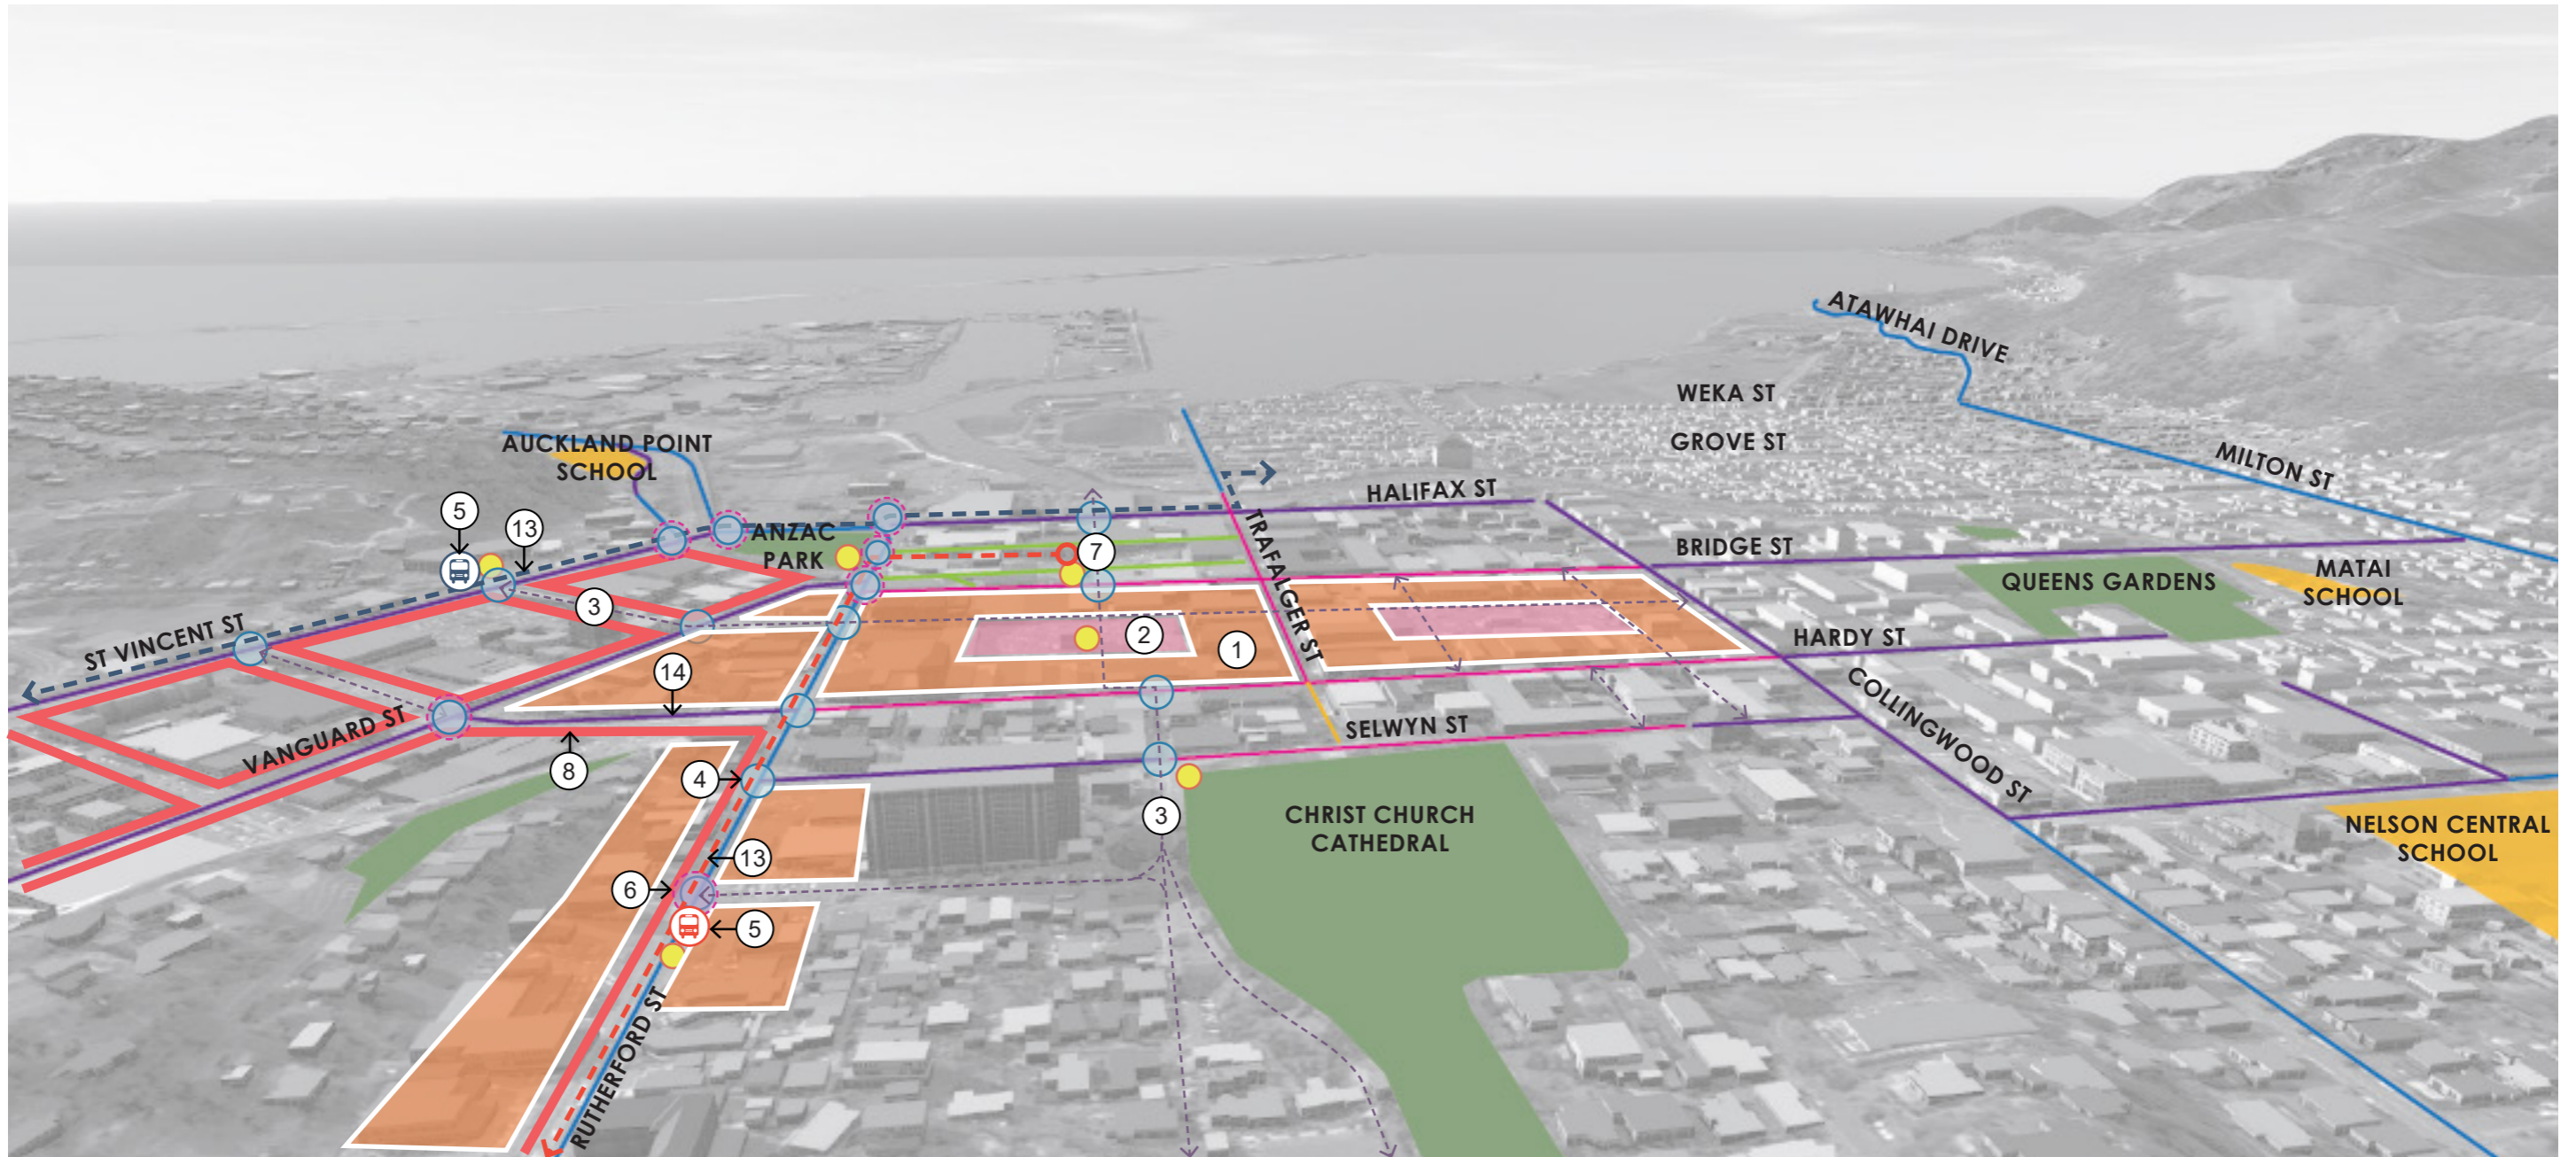 ATAWHAI DRIVE
WEKA ST
GROVE ST
AUCKLAND POINT
SCHOOL
MILTON ST
HALIFAX ST
5
13
ANZAC
PARK
7
TRAFALGER ST
BRIDGE ST
QUEENS GARDENS
MATAI
SCHOOL
3
ST VINCENT ST
2
1
HARDY ST
14
VANGUARD ST
8
4
SELWYN ST
COLLINGWOOD ST
3
CHRIST CHURCH
CATHEDRAL
NELSON CENTRAL
SCHOOL
13
6
5
RUTHERFORD ST